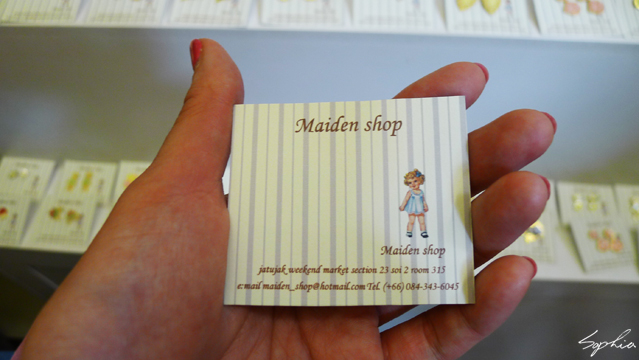 Maiden shop
Maiden shop
jatujak weekend market section 23 soi 2 room 315
e:mail maiden_shop@hotmail.com Tel. (+66) 084-343-6045
Sophia